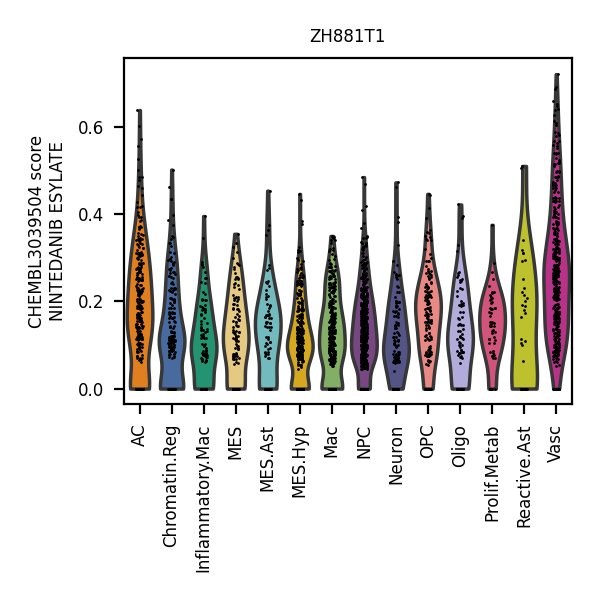 ZH881T1
CHEMBL3039504 score
NINTEDANIB ESYLATE
0.6
0.4
0.2
0.0
AC
Chromatin.Reg
Inflammatory.Mac
MES
MES.Ast
MES.Hyp
Mac
NPC
Neuron
OPC
Oligo
Prolif.Metab
Reactive.Ast
Vasc